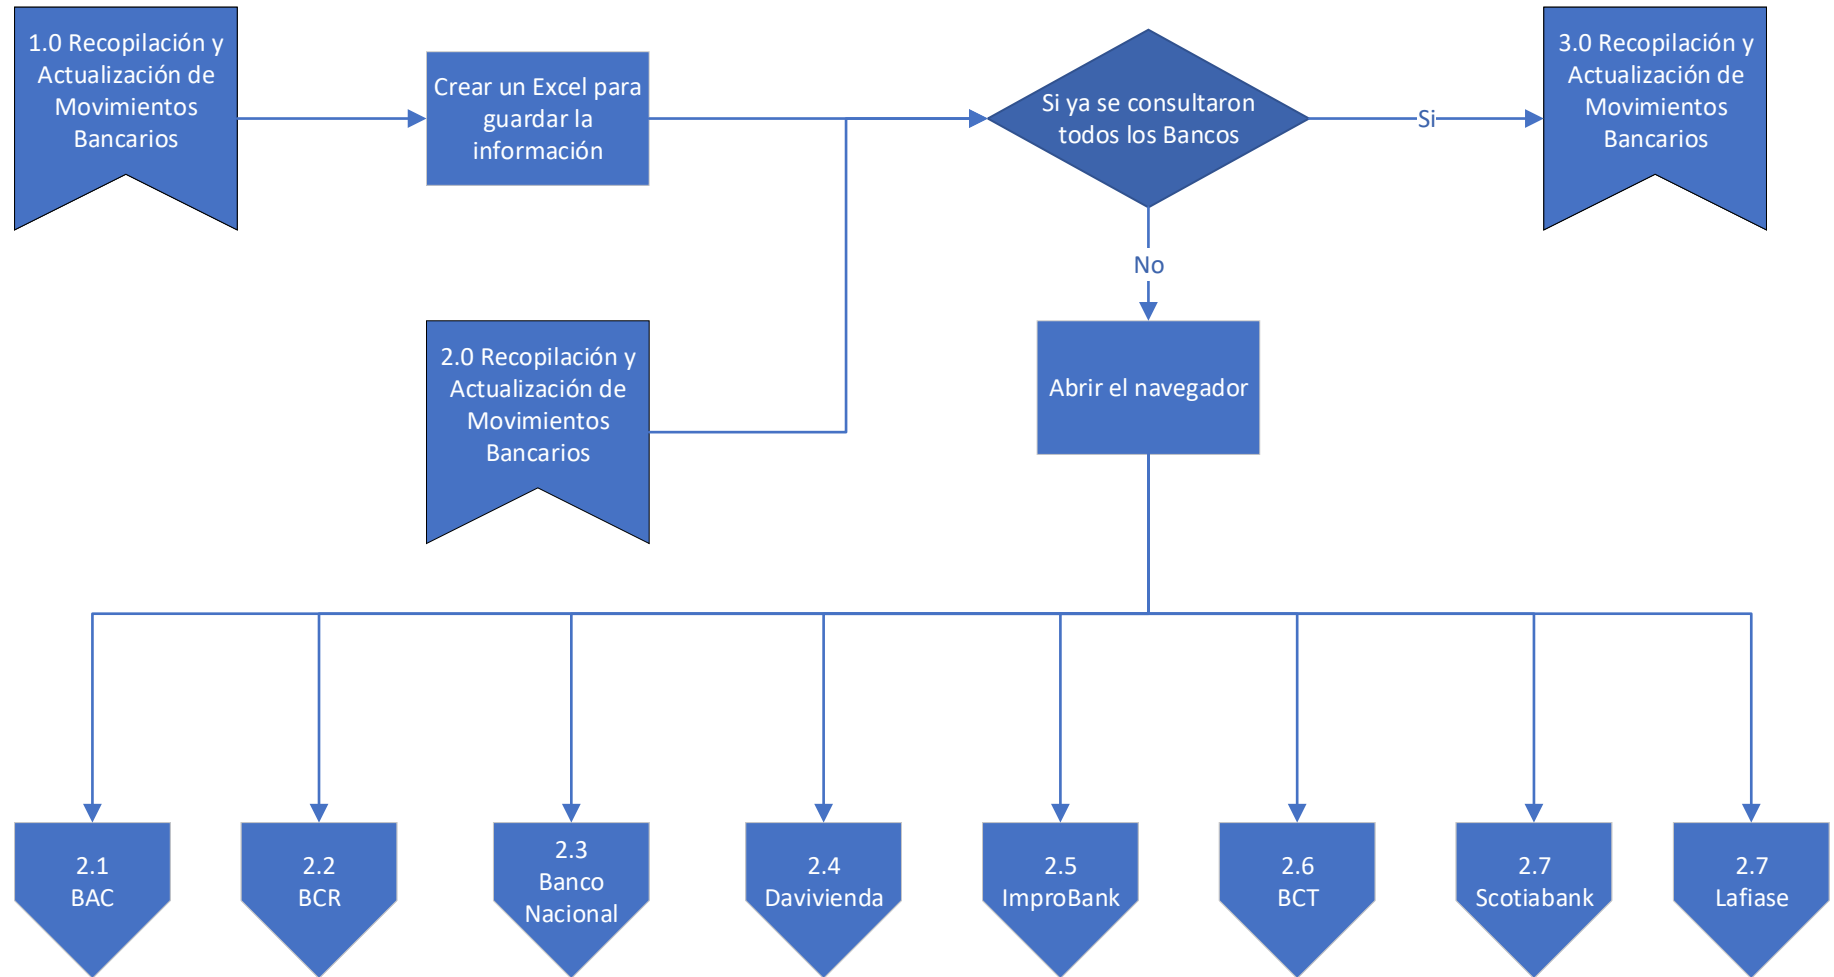 1.0 Recopilación y
Actualización de
Movimientos
Bancarios
Crear un Excel para
guardar la
información
Si ya se consultaron
todos los Bancos
Si
3.0 Recopilación y
Actualización de
Movimientos
Bancarios
No
2.0 Recopilación y
Actualización de
Movimientos
Bancarios
Abrir el navegador
2.1
BAC
2.2
BCR
2.3
Banco
Nacional
2.4
Davivienda
2.5
ImproBank
2.6
BCT
2.7
Scotiabank
2.7
Lafiase